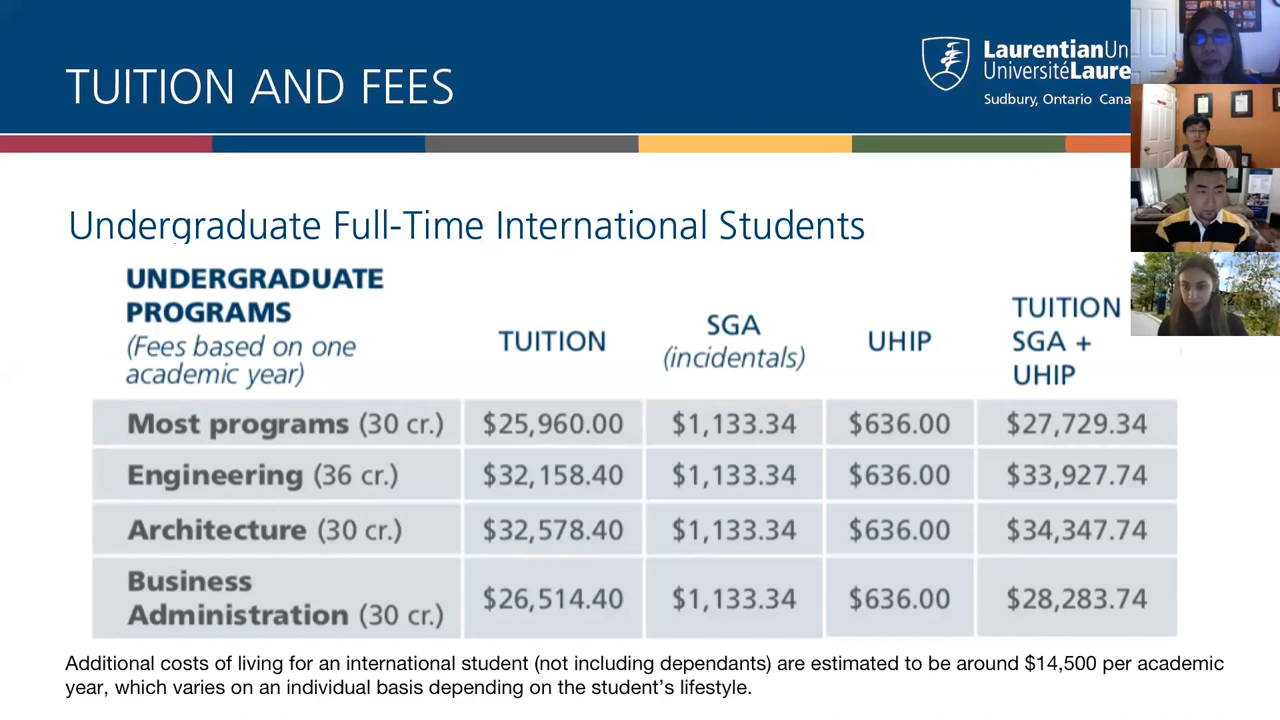 TUITION AND FEES
LaurentianUn
UniversitéLaure
Sudbury, Ontario Cana
Undergraduate Full-Time International Students
UNDERGRADUATE PROGRAMS (Fees based on one academic year) TUITION SGA (incidentals) UHIP TUITION SGA + UHIP
Most programs (30 cr.) $25,960.00 $1,133.34 $636.00 $27,729.34
Engineering (36 cr.) $32,158.40 $1,133.34 $636.00 $33,927.74
Architecture (30 cr.) $32,578.40 $1,133.34 $636.00 $34,347.74
Business Administration (30 cr.) $26,514.40 $1,133.34 $636.00 $28,283.74
Additional costs of living for an international student (not including dependants) are estimated to be around $14,500 per academic
year, which varies on an individual basis depending on the student's lifestyle.